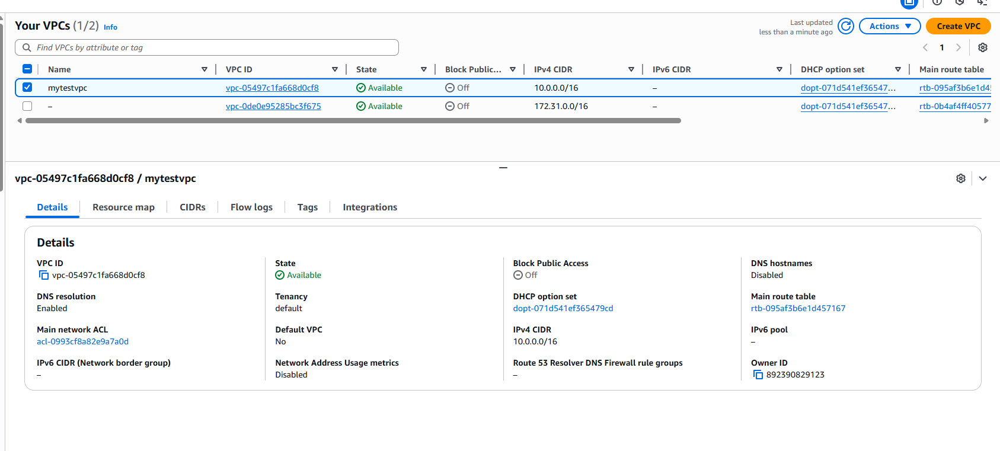 Your VPCs (1/2) Info
Last updated
less than a minute ago
Actions
Create VPC
Find VPCs by attribute or tag
1
Name VPC ID State Block Public... IPv4 CIDR IPv6 CIDR DHCP option set Main route table
mytestvpc vpc-05497c1fa668d0cf8 Available Off 10.0.0.0/16 – dopt-071d541ef36547... rtb-095af3b6e1d45
– vpc-0de0e95285bc3f675 Available Off 172.31.0.0/16 – dopt-071d541ef36547... rtb-0b4af4ff40577
vpc-05497c1fa668d0cf8 / mytestvpc
Details Resource map CIDRs Flow logs Tags Integrations
Details
VPC ID State Block Public Access DNS hostnames
vpc-05497c1fa668d0cf8 Available Off Disabled
DNS resolution Tenancy DHCP option set Main route table
Enabled default dopt-071d541ef365479cd rtb-095af3b6e1d457167
Main network ACL Default VPC IPv4 CIDR IPv6 pool
acl-0993cf8a82e9a7a0d No 10.0.0.0/16 –
IPv6 CIDR (Network border group) Network Address Usage metrics Route 53 Resolver DNS Firewall rule groups Owner ID
– Disabled – 892390829123